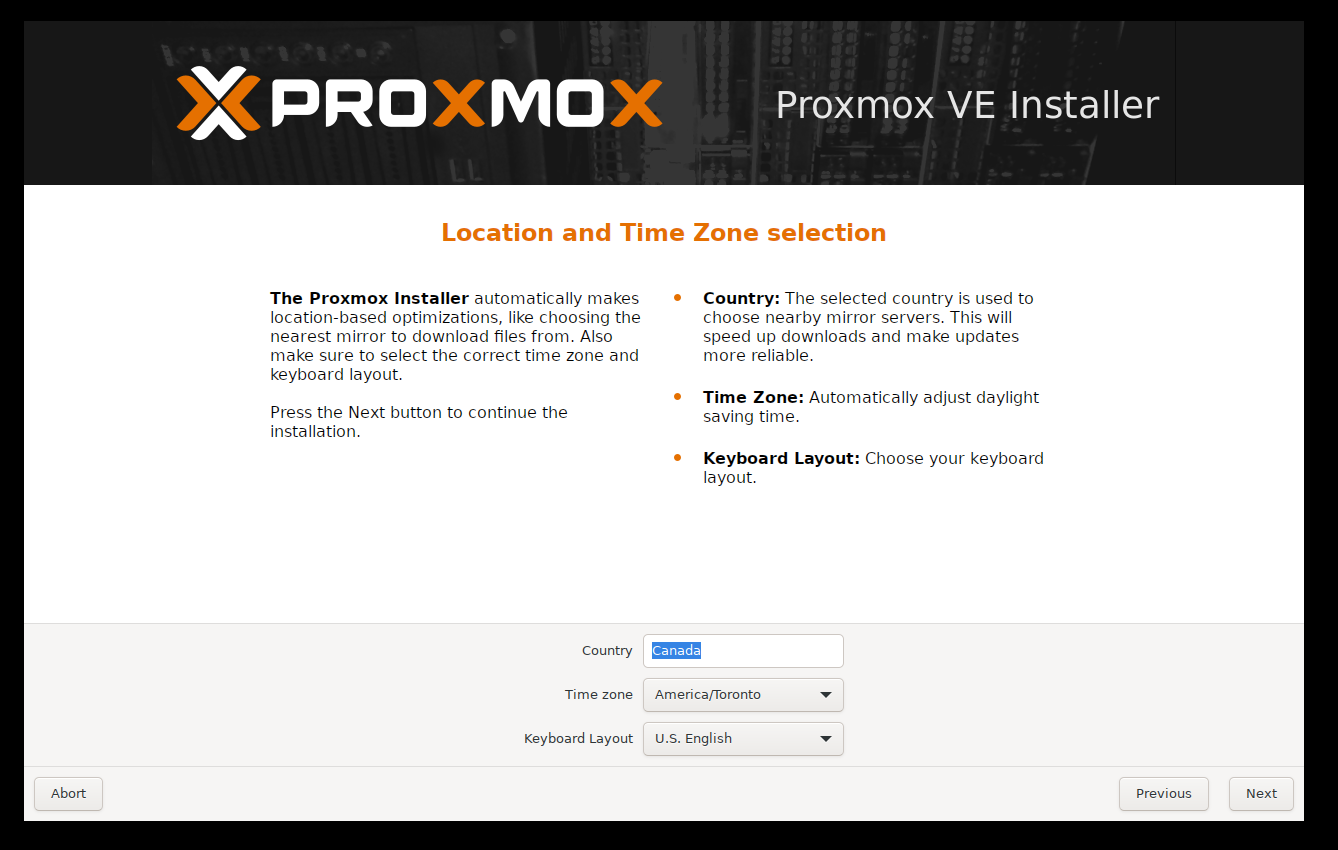 PROXMOX
Proxmox VE Installer
Location and Time Zone selection
The Proxmox Installer automatically makes
location-based optimizations, like choosing the
nearest mirror to download files from. Also
make sure to select the correct time zone and
keyboard layout.
Press the Next button to continue the
installation.
Country: The selected country is used to
choose nearby mirror servers. This will
speed up downloads and make updates
more reliable.
Time Zone: Automatically adjust daylight
saving time.
Keyboard Layout: Choose your keyboard
layout.
Country Canada
Time zone America/Toronto
Keyboard Layout U.S. English
Abort Previous Next